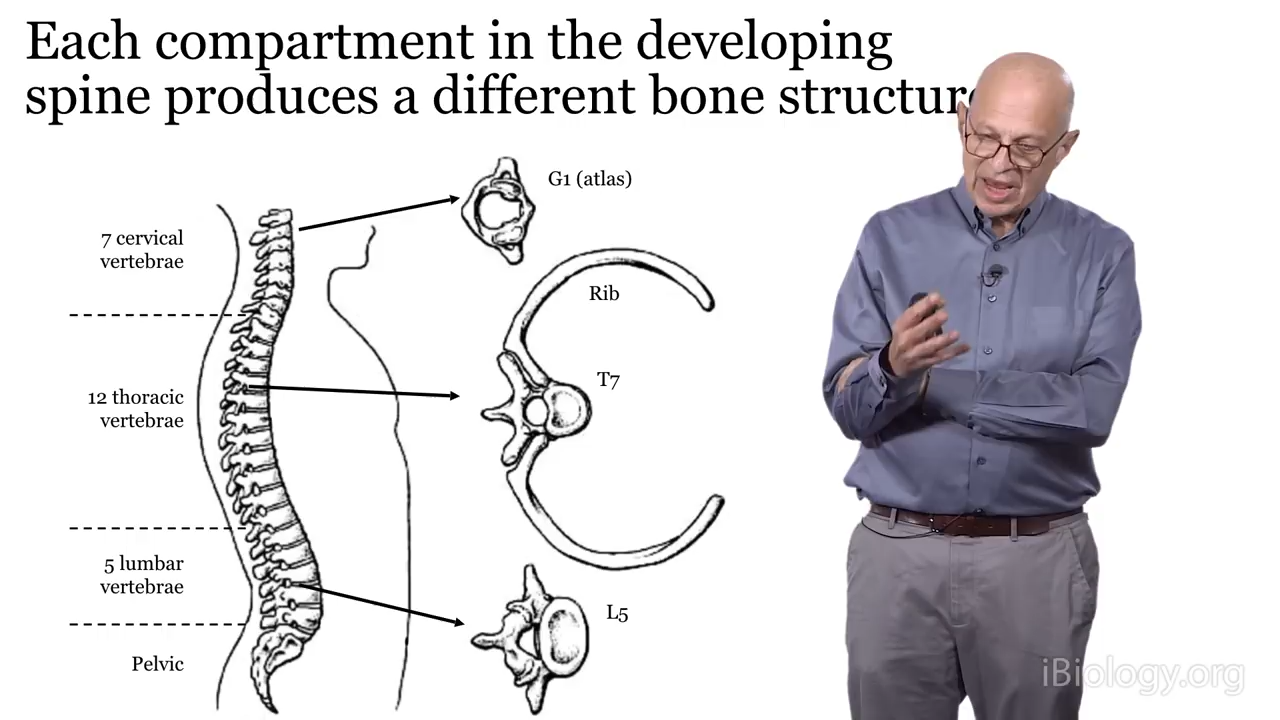 Each compartment in the developing
spine produces a different bone structure
G1 (atlas)
7 cervical
vertebrae
Rib
T7
12 thoracic
vertebrae
5 lumbar
vertebrae
L5
Pelvic
iBiology.org